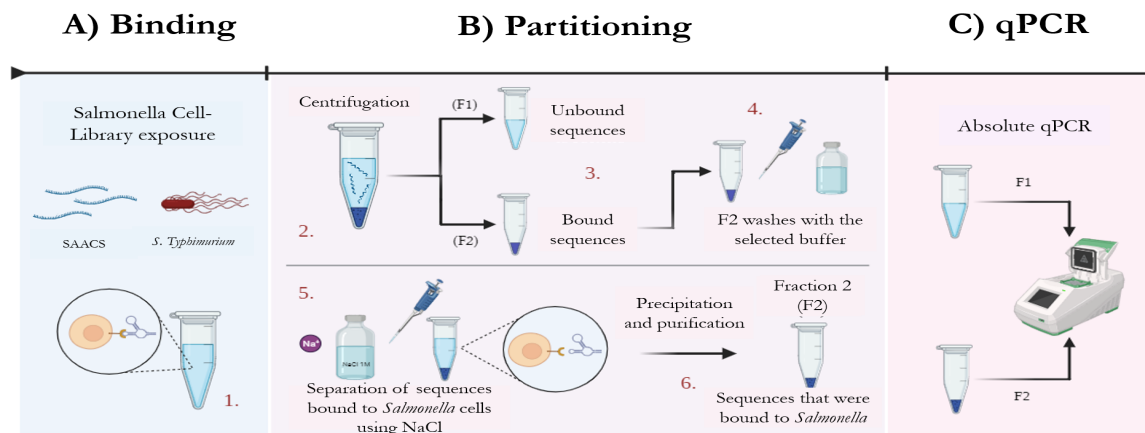 A) Binding
B) Partitioning
C) qPCR
Salmonella Cell-
Library exposure
SAACS
S. Typhimurium
1.
Centrifugation
2.
(F1)
(F2)
Unbound
sequences
3.
Bound
sequences
4.
F2 washes with the
selected buffer
5.
Na⁺
NaCl 1M
Separation of sequences
bound to Salmonella cells
using NaCl
Precipitation
and purification
6.
Fraction 2
(F2)
Sequences that were
bound to Salmonella
Absolute qPCR
F1
F2